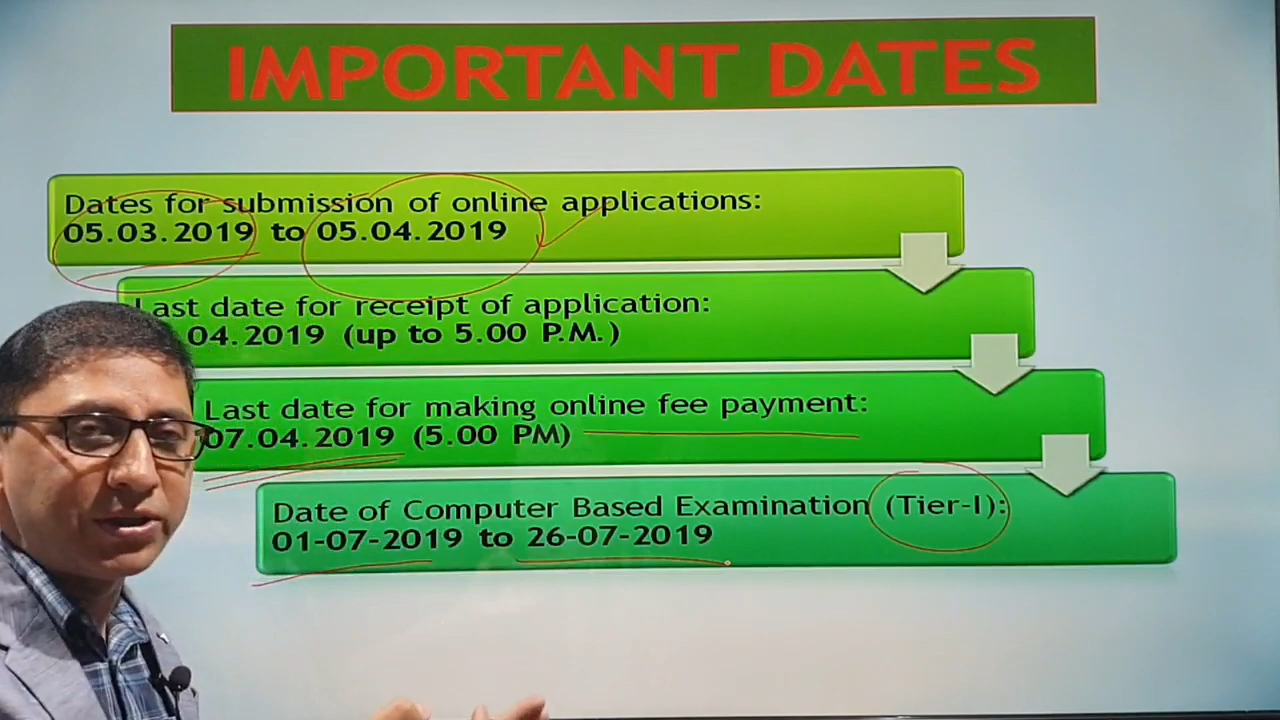 IMPORTANT DATES
Dates for submission of online applications:
05.03.2019 to 05.04.2019
Last date for receipt of application:
04.2019 (up to 5.00 P.M.)
Last date for making online fee payment:
07.04.2019 (5.00 PM)
Date of Computer Based Examination (Tier-I):
01-07-2019 to 26-07-2019